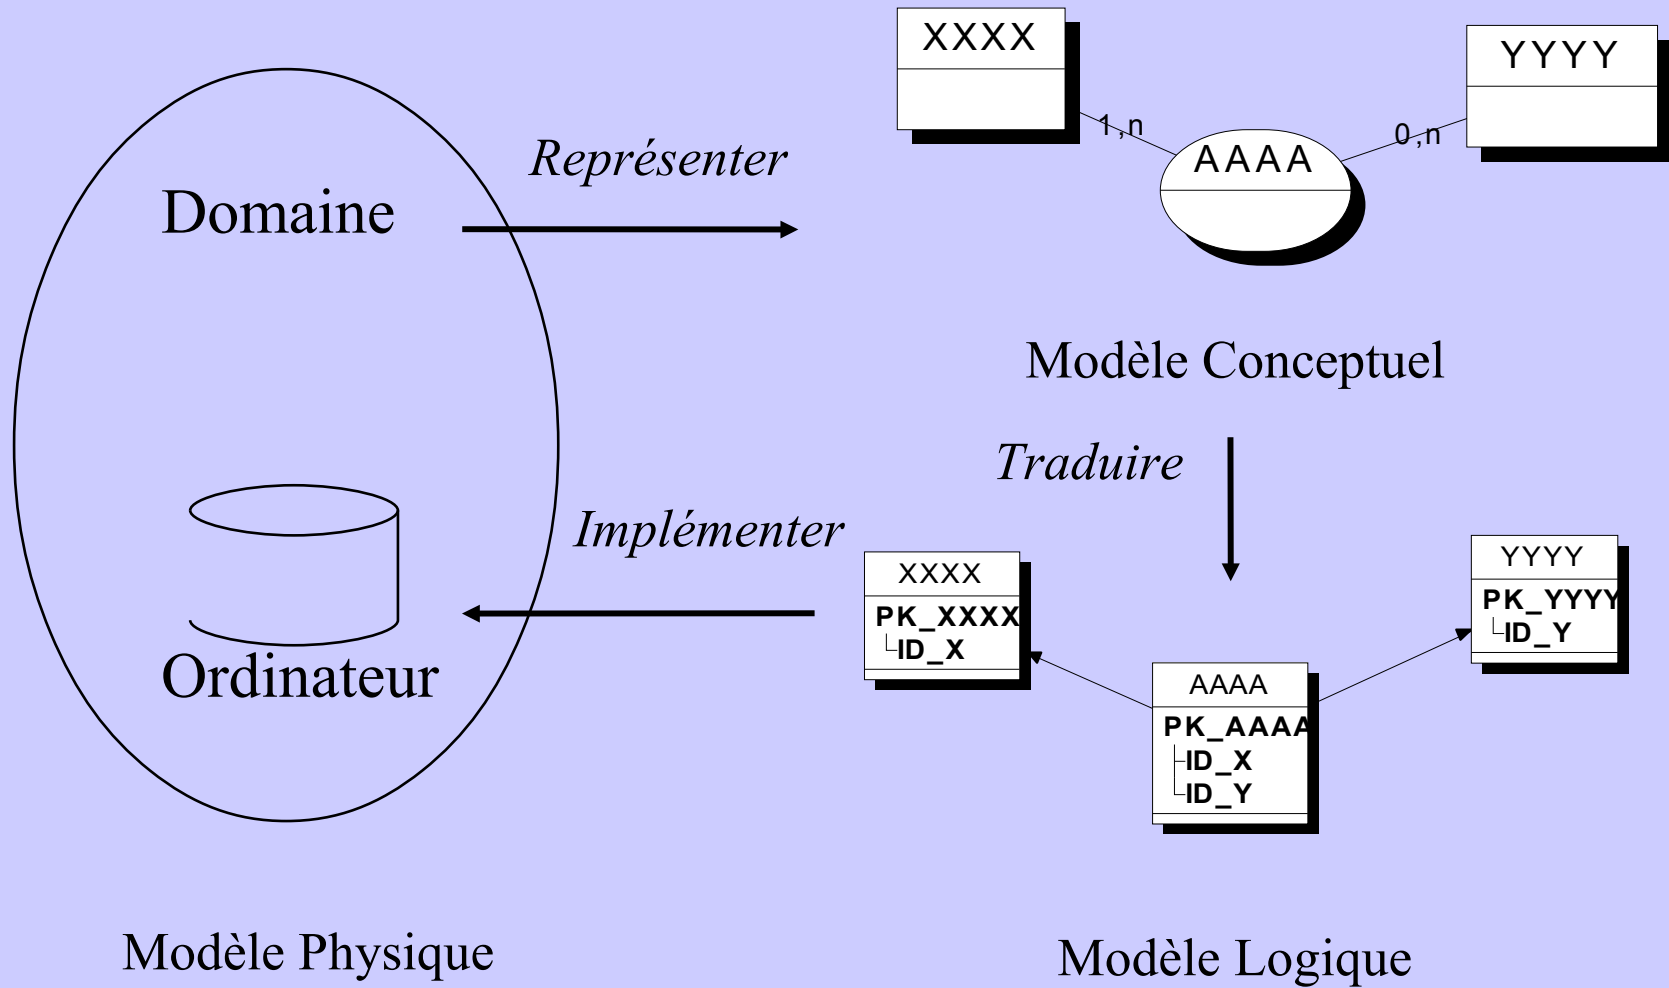 XXXX
YYYY
1,n
0,n
AAAA
Représenter
Domaine
Modèle Conceptuel
Traduire
Implémenter
XXXX
PK_XXXX
ID_X
YYYY
PK_YYYY
ID_Y
Ordinateur
AAAA
PK_AAAA
ID_X
ID_Y
Modèle Physique
Modèle Logique